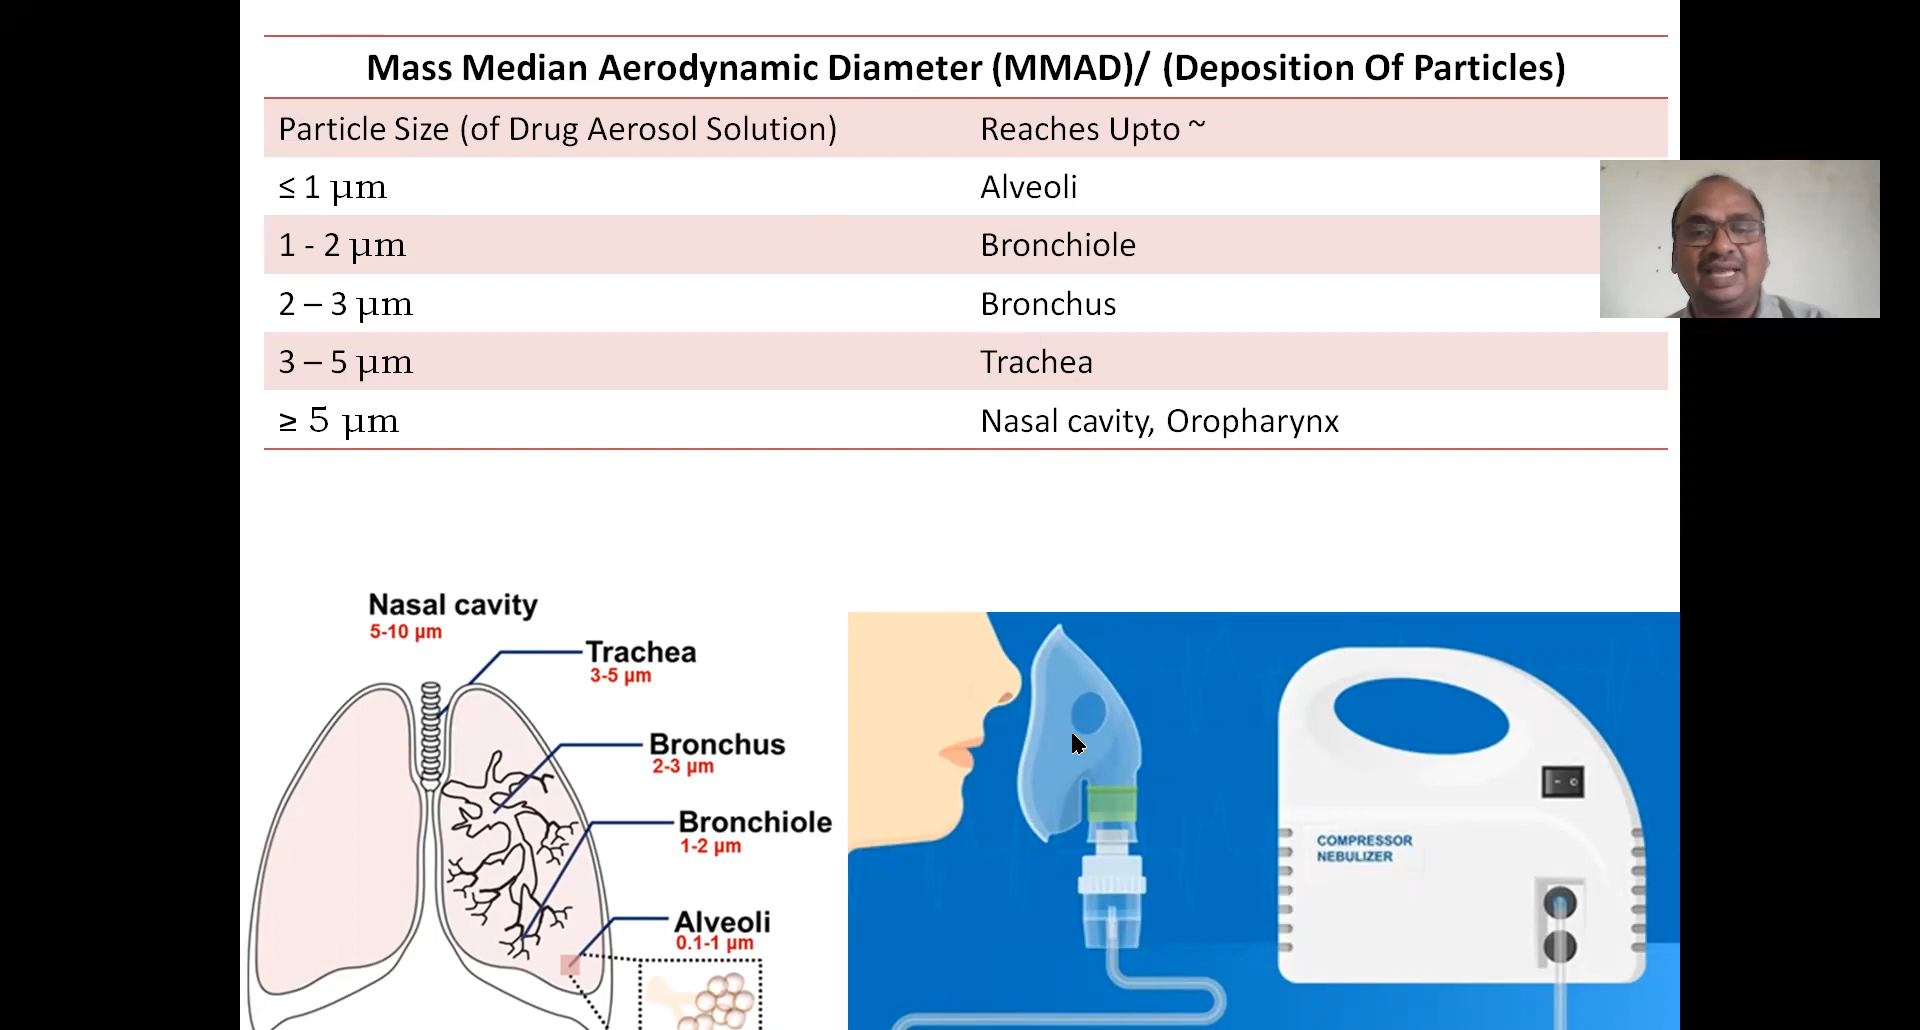 Mass Median Aerodynamic Diameter (MMAD)/ (Deposition Of Particles)
Particle Size (of Drug Aerosol Solution) Reaches Upto ~
≤ 1 µm Alveoli
1 - 2 µm Bronchiole
2 – 3 µm Bronchus
3 – 5 µm Trachea
≥ 5 µm Nasal cavity, Oropharynx
Nasal cavity
5-10 µm
Trachea
3-5 µm
Bronchus
2-3 µm
Bronchiole
1-2 µm
Alveoli
0.1-1 µm
COMPRESSOR
NEBULIZER